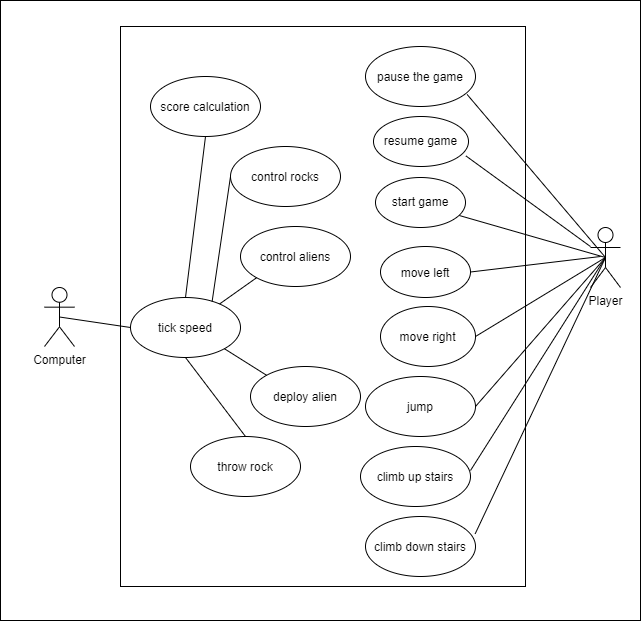 pause the game
score calculation
resume game
control rocks
start game
control aliens
move left
Player
tick speed
move right
Computer
deploy alien
jump
throw rock
climb up stairs
climb down stairs